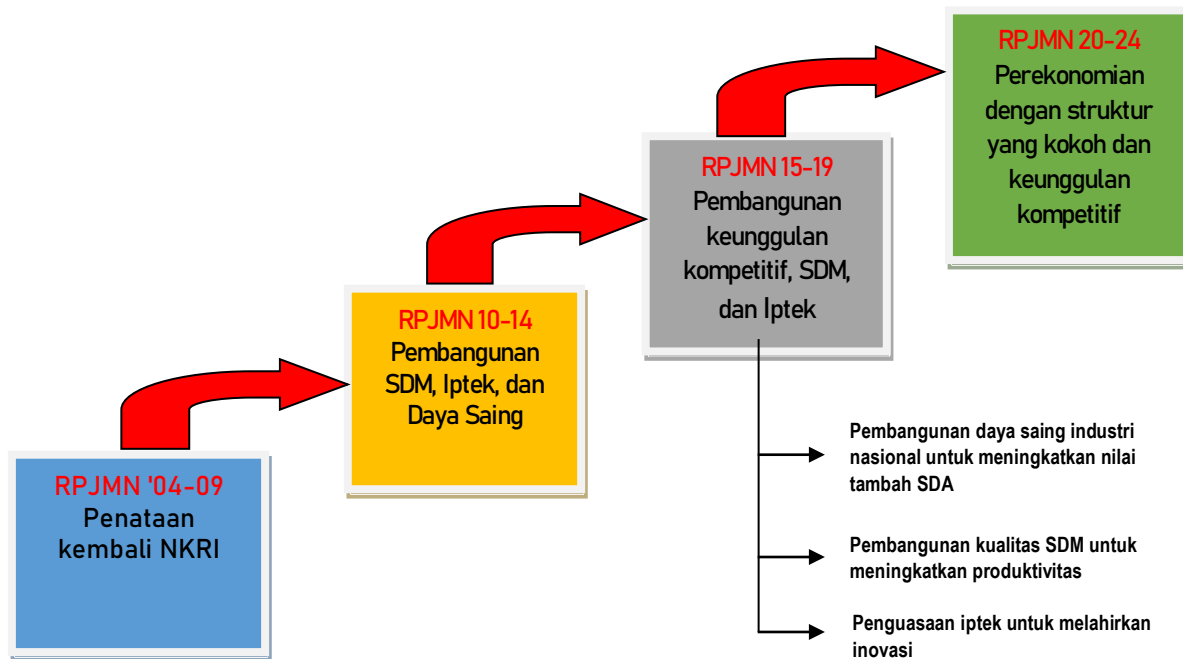 RPJMN '04-09
Penataan
kembali NKRI
RPJMN 10-14
Pembangunan
SDM, Iptek, dan
Daya Saing
RPJMN 15-19
Pembangunan
keunggulan
kompetitif, SDM,
dan Iptek
RPJMN 20-24
Perekonomian
dengan struktur
yang kokoh dan
keunggulan
kompetitif
Pembangunan daya saing industri
nasional untuk meningkatkan nilai
tambah SDA
Pembangunan kualitas SDM untuk
meningkatkan produktivitas
Penguasaan iptek untuk melahirkan
inovasi